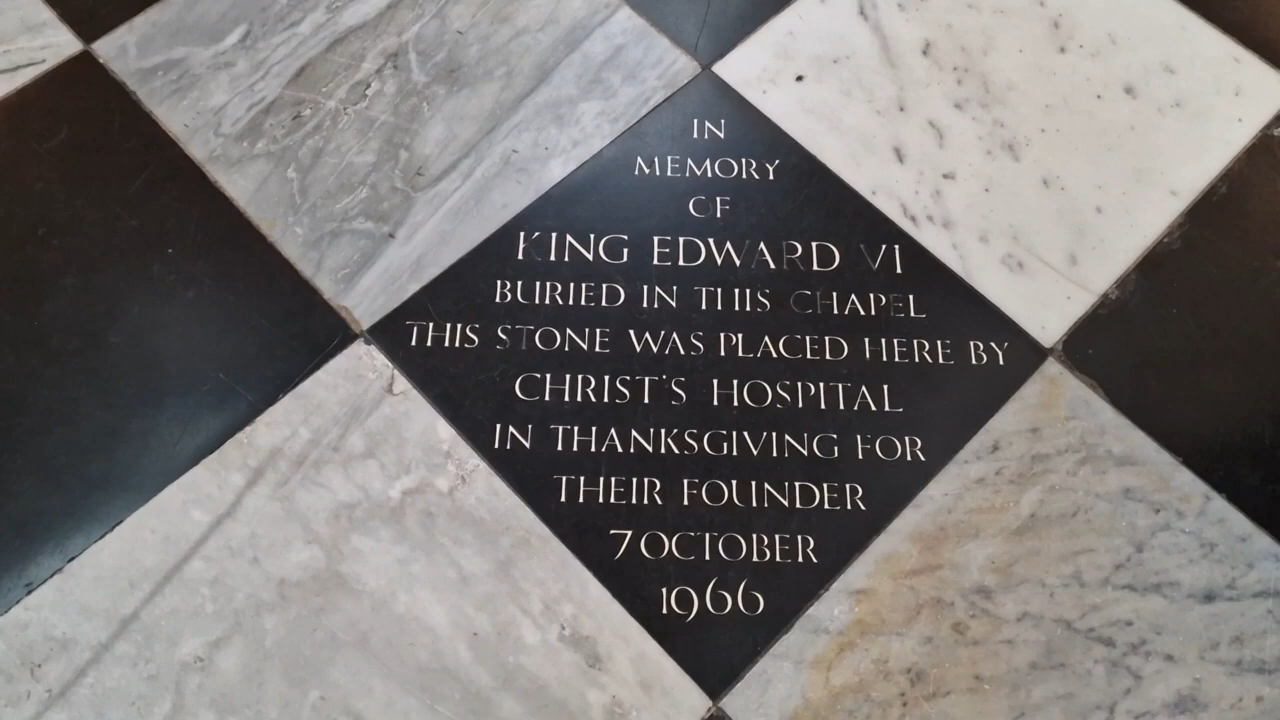 IN
MEMORY
OF
KING EDWARD VI
BURIED IN THIS CHAPEL
THIS STONE WAS PLACED HERE BY
CHRIST'S HOSPITAL
IN THANKSGIVING FOR
THEIR FOUNDER
7 OCTOBER
1966